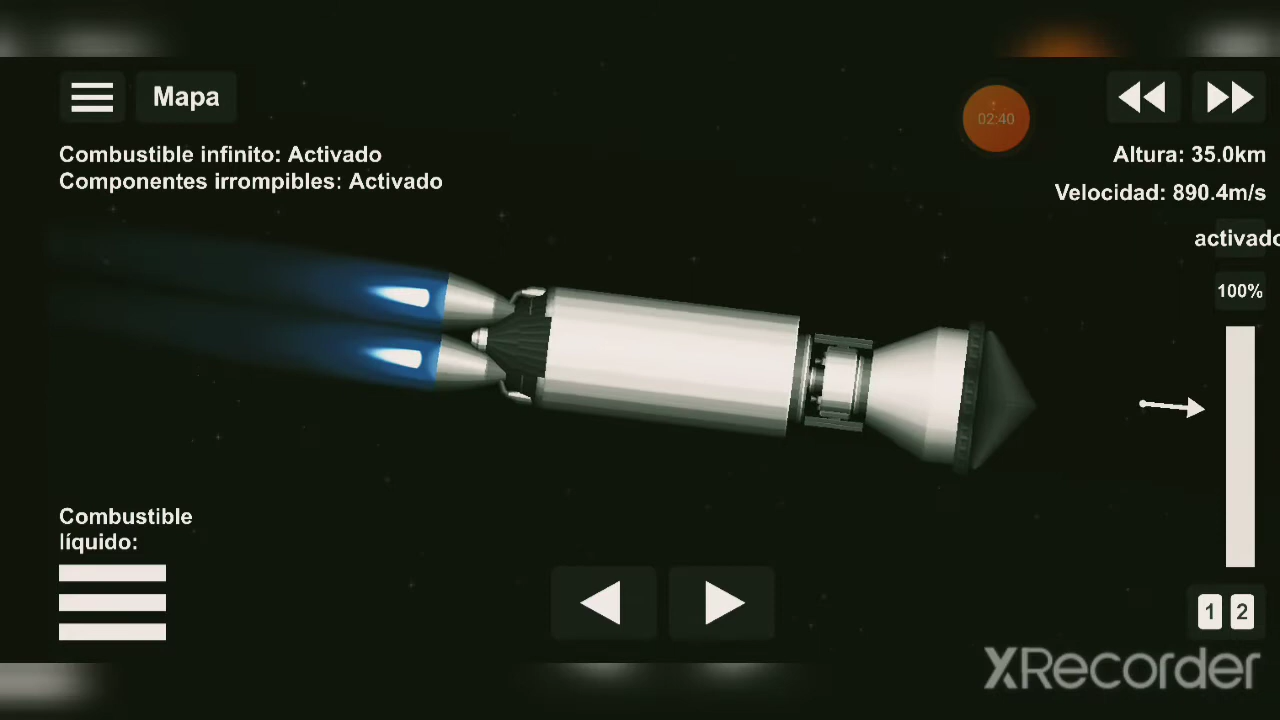 Mapa
02:40
Combustible infinito: Activado
Componentes irrompibles: Activado
Altura: 35.0km
Velocidad: 890.4m/s
activado
100%
Combustible
líquido:
1 2
XRecorder